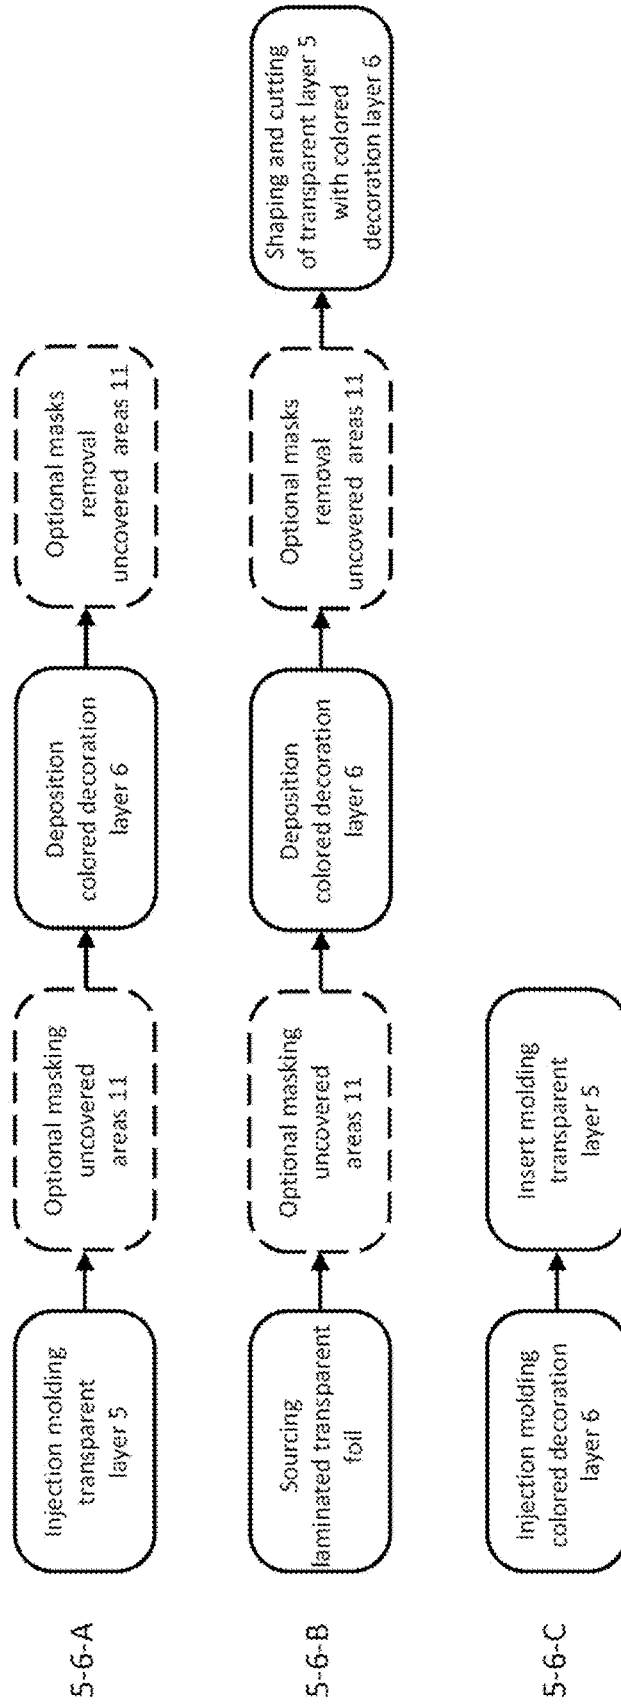 5-6-A
Injection molding
transparent
layer 5
Optional masking
uncovered
areas 11
Deposition
colored decoration
layer 6
Optional masks
removal
uncovered areas 11
5-6-B
Sourcing
laminated transparent
foil
Optional masking
uncovered
areas 11
Deposition
colored decoration
layer 6
Optional masks
removal
uncovered areas 11
Shaping and cutting
of transparent layer 5
with colored
decoration layer 6
5-6-C
Injection molding
colored decoration
layer 6
Insert molding
transparent
layer 5